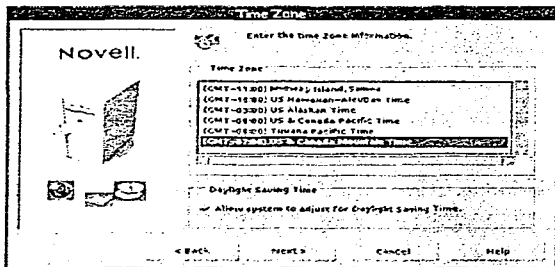 Time Zone
Novell.
Enter the time zone information.
Time Zone
(GMT-11:00) Midway Island, Samoa
(GMT-10:00) US Hawaiian-Aleutian Time
(GMT-09:00) US Alaskan Time
(GMT-08:00) US & Canada Pacific Time
(GMT-08:00) Tijuana Pacific Time
(GMT-07:00) US & Canada Mountain Time
Daylight Saving Time
Allow system to adjust for Daylight Saving Time.
< Back
Next >
Cancel
Help